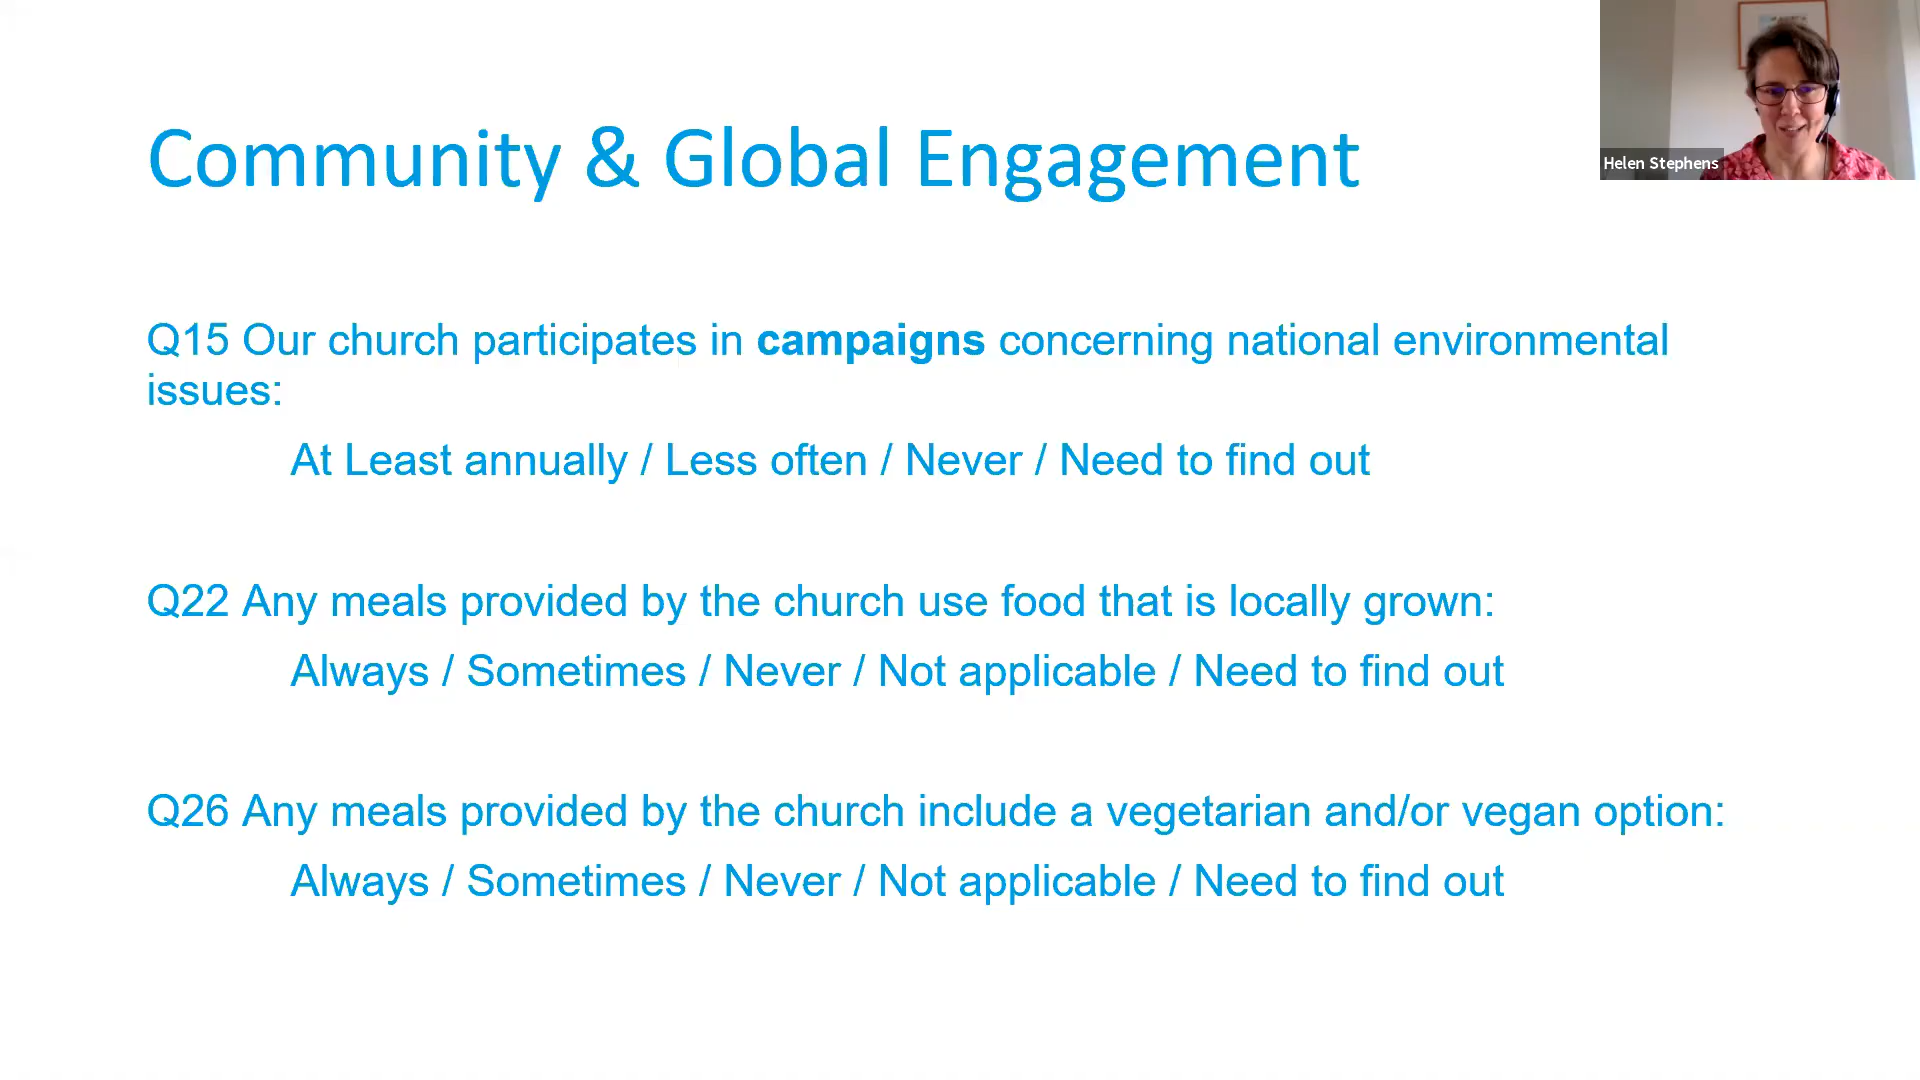 Community & Global Engagement
Helen Stephens
Q15 Our church participates in campaigns concerning national environmental
issues:
At Least annually / Less often / Never / Need to find out
Q22 Any meals provided by the church use food that is locally grown:
Always / Sometimes / Never / Not applicable / Need to find out
Q26 Any meals provided by the church include a vegetarian and/or vegan option:
Always / Sometimes / Never / Not applicable / Need to find out